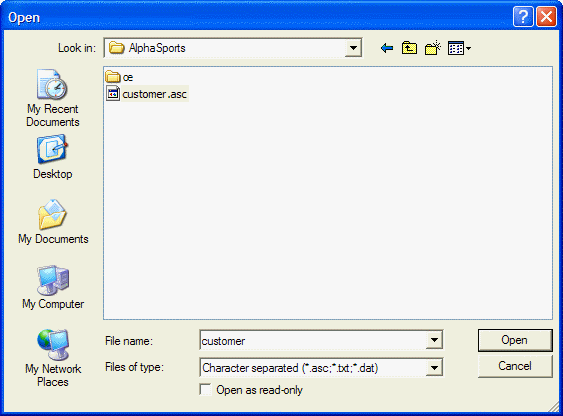 Open
Look in: AlphaSports
œ
customer.asc
My Recent
Documents
Desktop
My Documents
My Computer
My Network
Places
File name: customer Open
Files of type: Character separated (*.asc;*.txt;*.dat) Cancel
Open as read-only